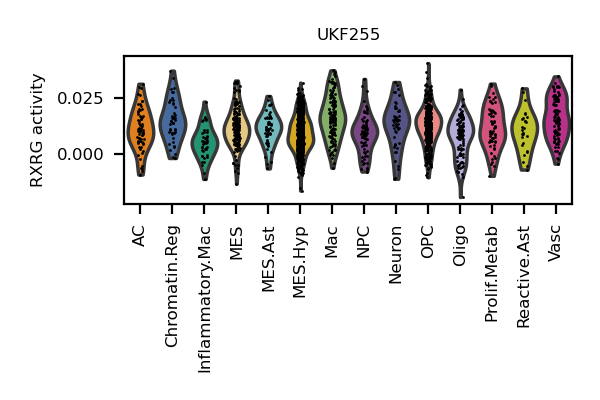 UKF255
RXRG activity
0.025
0.000
AC
Chromatin.Reg
Inflammatory.Mac
MES
MES.Ast
MES.Hyp
Mac
NPC
Neuron
OPC
Oligo
Prolif.Metab
Reactive.Ast
Vasc